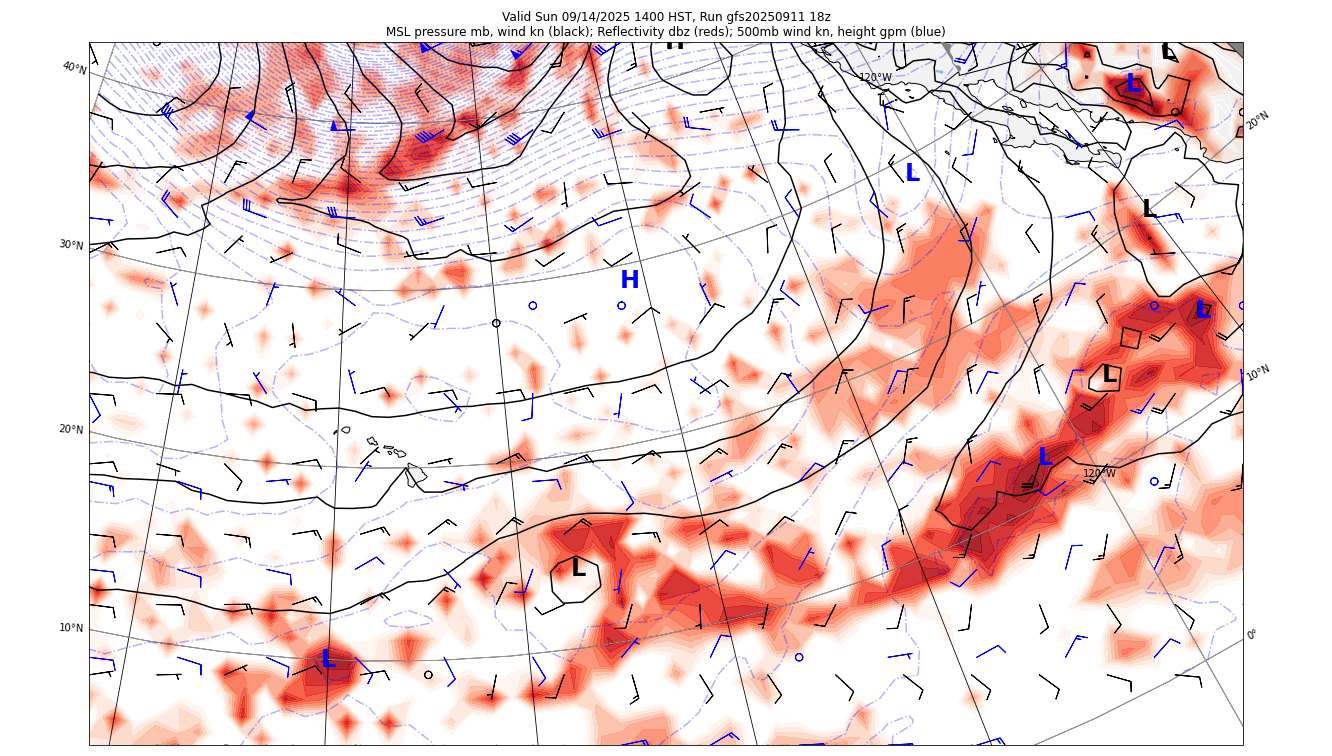 Valid Sun 09/14/2025 1400 HST, Run gfs20250911 18z
MSL pressure mb, wind kn (black); Reflectivity dbz (reds); 500mb wind kn, height gpm (blue)
H
L
40°N
120°W
L
20°N
L
L
30°N
H
L
L
10°N
20°N
L
120°W
L
10°N
0°
L